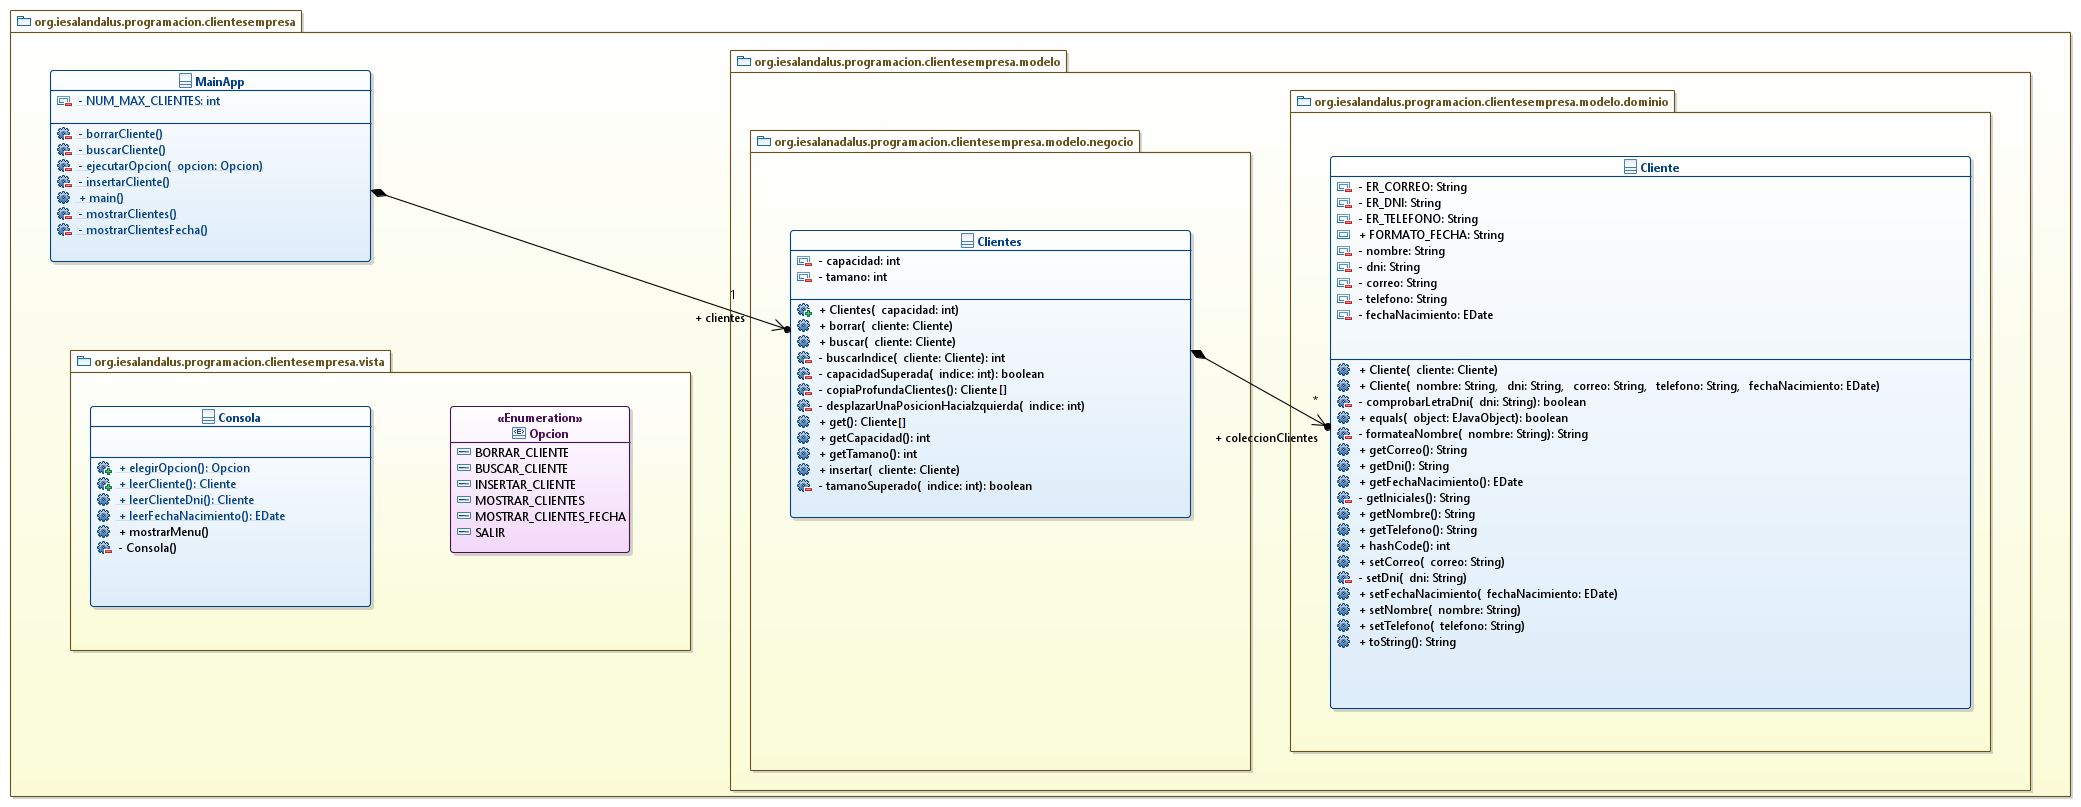 org.iesalandalus.programacion.clientesempresa
MainApp
- NUM_MAX_CLIENTES: int
- borrarCliente()
- buscarCliente()
- ejecutarOpcion(  opcion: Opcion)
- insertarCliente()
+ main()
- mostrarClientes()
- mostrarClientesFecha()
1
+ clientes
org.iesalandalus.programacion.clientesempresa.vista
Consola
+ elegirOpcion(): Opcion
+ leerCliente(): Cliente
+ leerClienteDni(): Cliente
+ leerFechaNacimiento(): EDate
+ mostrarMenu()
- Consola()
«Enumeration»
Opcion
BORRAR_CLIENTE
BUSCAR_CLIENTE
INSERTAR_CLIENTE
MOSTRAR_CLIENTES
MOSTRAR_CLIENTES_FECHA
SALIR
org.iesalandalus.programacion.clientesempresa.modelo
org.iesalanadalus.programacion.clientesempresa.modelo.negocio
Clientes
- capacidad: int
- tamano: int
+ Clientes(  capacidad: int)
+ borrar(  cliente: Cliente)
+ buscar(  cliente: Cliente)
- buscarIndice(  cliente: Cliente): int
- capacidadSuperada(  indice: int): boolean
- copiaProfundaClientes(): Cliente []
- desplazarUnaPosicionHaciaIzquierda(  indice: int)
+ get(): Cliente[]
+ getCapacidad(): int
+ getTamano(): int
+ insertar(  cliente: Cliente)
- tamanoSuperado(  indice: int): boolean
*
+ coleccionClientes
org.iesalandalus.programacion.clientesempresa.modelo.dominio
Cliente
- ER_CORREO: String
- ER_DNI: String
- ER_TELEFONO: String
+ FORMATO_FECHA: String
- nombre: String
- dni: String
- correo: String
- telefono: String
- fechaNacimiento: EDate
+ Cliente(  cliente: Cliente)
+ Cliente(  nombre: String,  dni: String,  correo: String,  telefono: String,  fechaNacimiento: EDate)
- comprobarLetraDni(  dni: String): boolean
+ equals(  object: EJavaObject): boolean
- formateaNombre(  nombre: String): String
+ getCorreo(): String
+ getDni(): String
+ getFechaNacimiento(): EDate
- getIniciales(): String
+ getNombre(): String
+ getTelefono(): String
+ hashCode(): int
+ setCorreo(  correo: String)
- setDni(  dni: String)
+ setFechaNacimiento(  fechaNacimiento: EDate)
+ setNombre(  nombre: String)
+ setTelefono(  telefono: String)
+ toString(): String